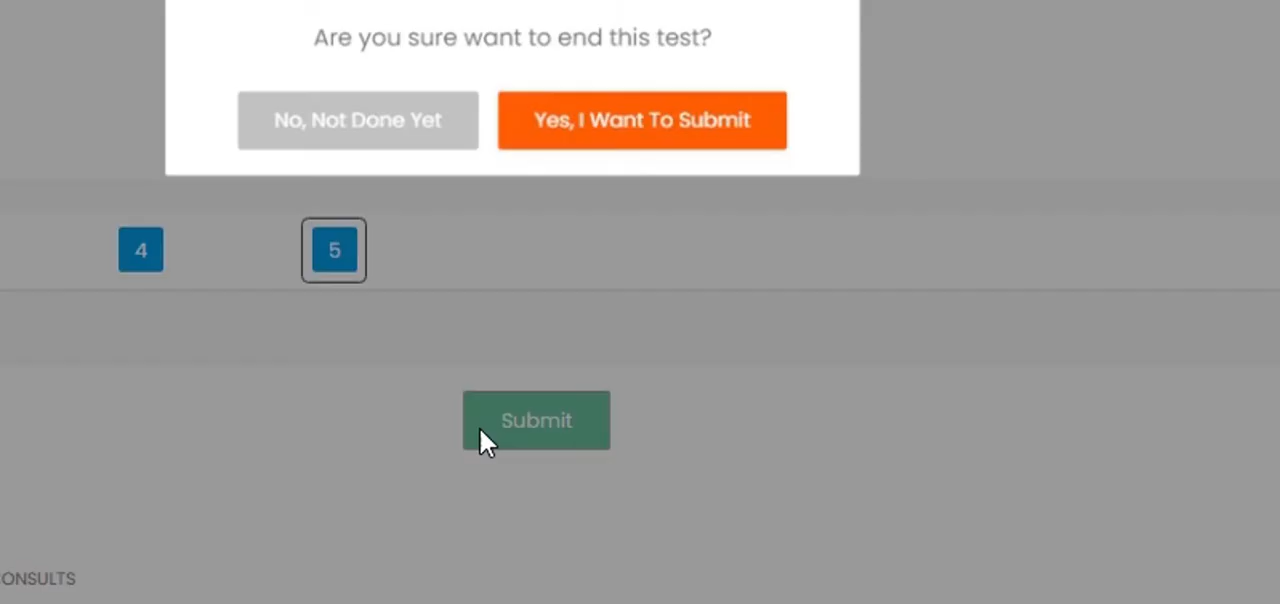 Are you sure want to end this test?
No, Not Done Yet
Yes, I Want To Submit
4
5
Submit
ONSULTS